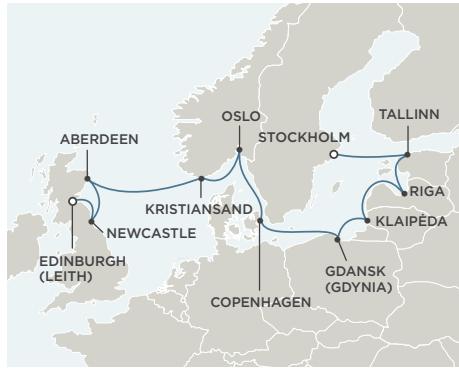 OSLO
TALLINN
STOCKHOLM
ABERDEEN
RIGA
KRISTIANSAND
KLAIPĖDA
NEWCASTLE
EDINBURGH
(LEITH)
GDANSK
(GDYNIA)
COPENHAGEN